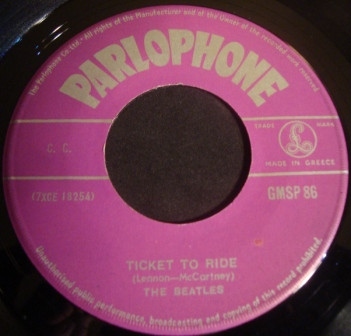 the Parlophone Co Ltd · All rights of the Manufacturer and of the Owner of the recorded work reserved
PARLOPHONE
TRADE MARK
£
E. C.
MADE IN GREECE
(7XCE 18254)
GMSP 86
TICKET TO RIDE
(Lennon—McCartney)
THE BEATLES
Unauthorised public performance, broadcasting and copying of this record prohibited.